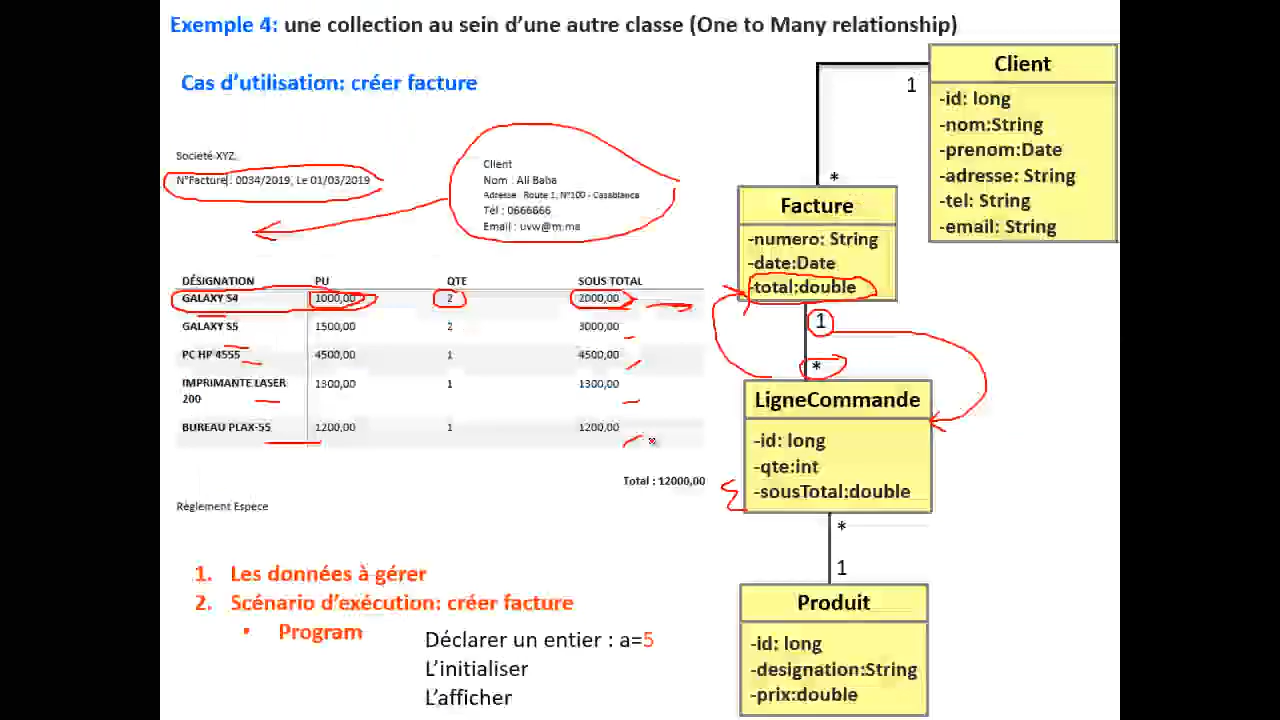 Exemple 4: une collection au sein d'une autre classe (One to Many relationship)
Cas d'utilisation: créer facture
Societé XYZ,
N°Facture : 0034/2019, Le 01/03/2019
Client
Nom : Ali Baba
Adresse : Route 1, N°100 - Casablanca
Tél : 0666666
Email : uvw@m.ma
DÉSIGNATION PU QTE SOUS TOTAL
GALAXY S4 1000,00 2 2000,00
GALAXY S5 1500,00 2 3000,00
PC HP 4555 4500,00 1 4500,00
IMPRIMANTE LASER 200 1300,00 1 1300,00
BUREAU PLAX-55 1200,00 1 1200,00
Total : 12000,00
Règlement Espece
1. Les données à gérer
2. Scénario d'exécution: créer facture
• Program
Déclarer un entier : a=5
L'initialiser
L'afficher
Client
-id: long
-nom:String
-prenom:Date
-adresse: String
-tel: String
-email: String
1
*
Facture
-numero: String
-date:Date
-total:double
1
*
LigneCommande
-id: long
-qte:int
-sousTotal:double
*
1
Produit
-id: long
-designation:String
-prix:double